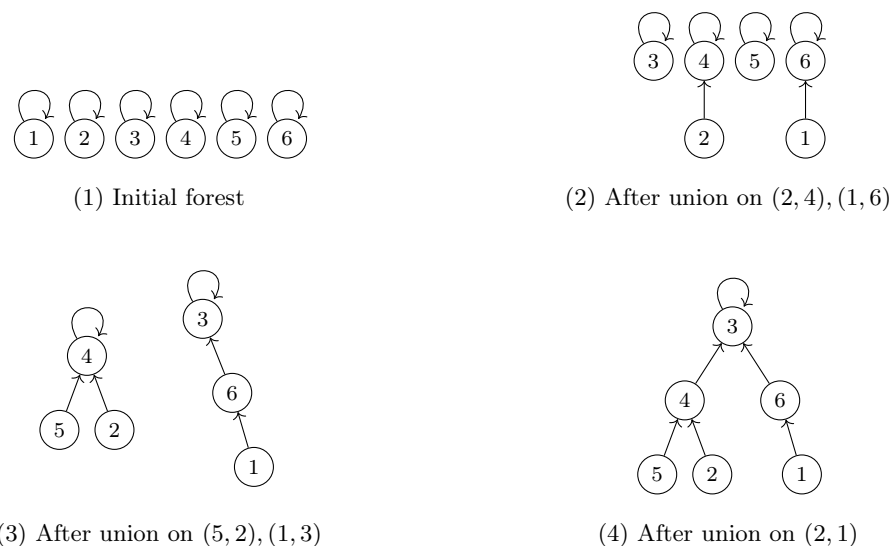 1 2 3 4 5 6
(1) Initial forest
3 4 5 6
2 1
(2) After union on (2, 4), (1, 6)
3
4
6
5 2
1
(3) After union on (5, 2), (1, 3)
3
4 6
5 2 1
(4) After union on (2, 1)